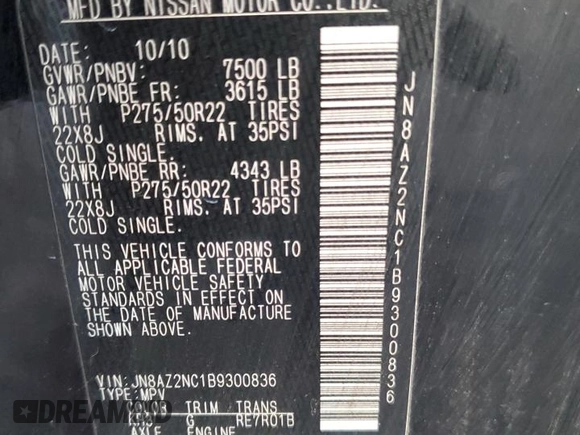 MFD BY NISSAN MOTOR CO.,LTD.
DATE: 10/10
GVWR/PNBV: 7500 LB
GAWR/PNBE FR: 3615 LB
WITH P275/50R22 TIRES
22X8J RIMS. AT 35PSI
COLD SINGLE.
GAWR/PNBE RR: 4343 LB
WITH P275/50R22 TIRES
22X8J RIMS. AT 35PSI
COLD SINGLE.
THIS VEHICLE CONFORMS TO
ALL APPLICABLE FEDERAL
MOTOR VEHICLE SAFETY
STANDARDS IN EFFECT ON
THE DATE OF MANUFACTURE
SHOWN ABOVE.
VIN: JN8AZ2NC1B9300836
TYPE: MPV
TRIM TRANS
G RE7R01B
AXLE ENGINE
JN8AZ2NC1B9300836
DREAM